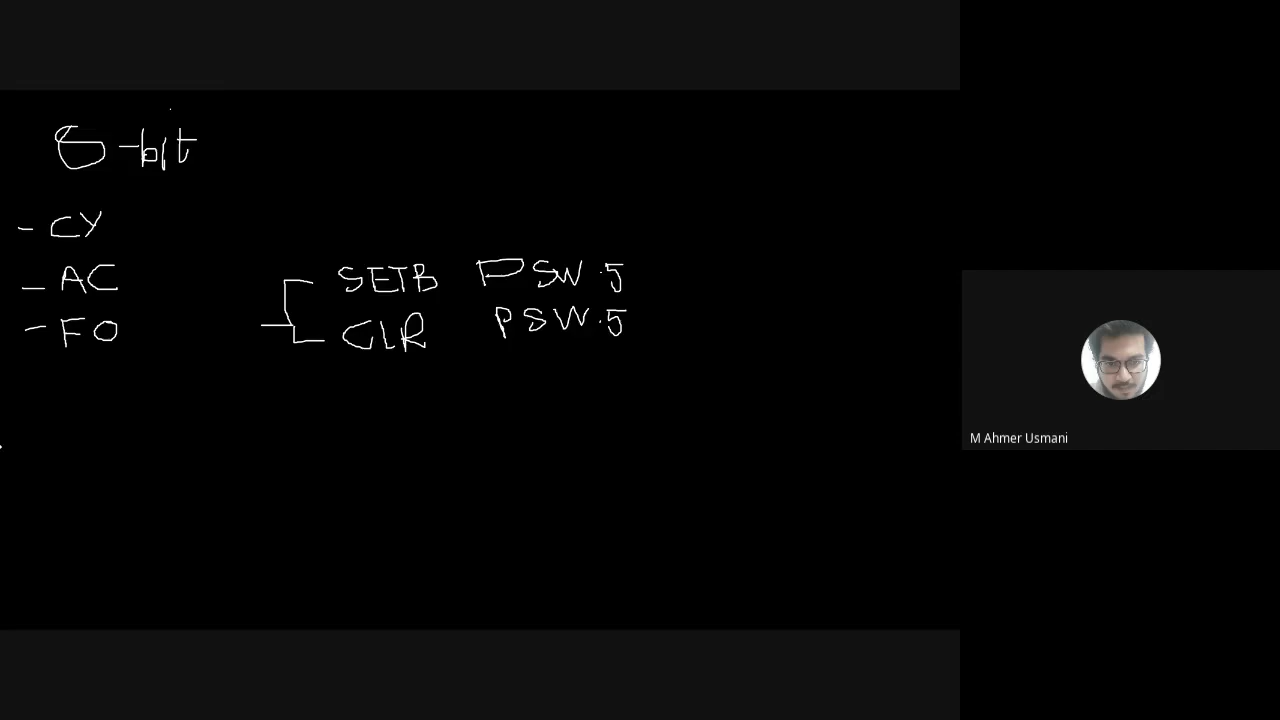 8-bit
- CY
- AC
- F0
SETB PSW.5
CLR PSW.5
M Ahmer Usmani